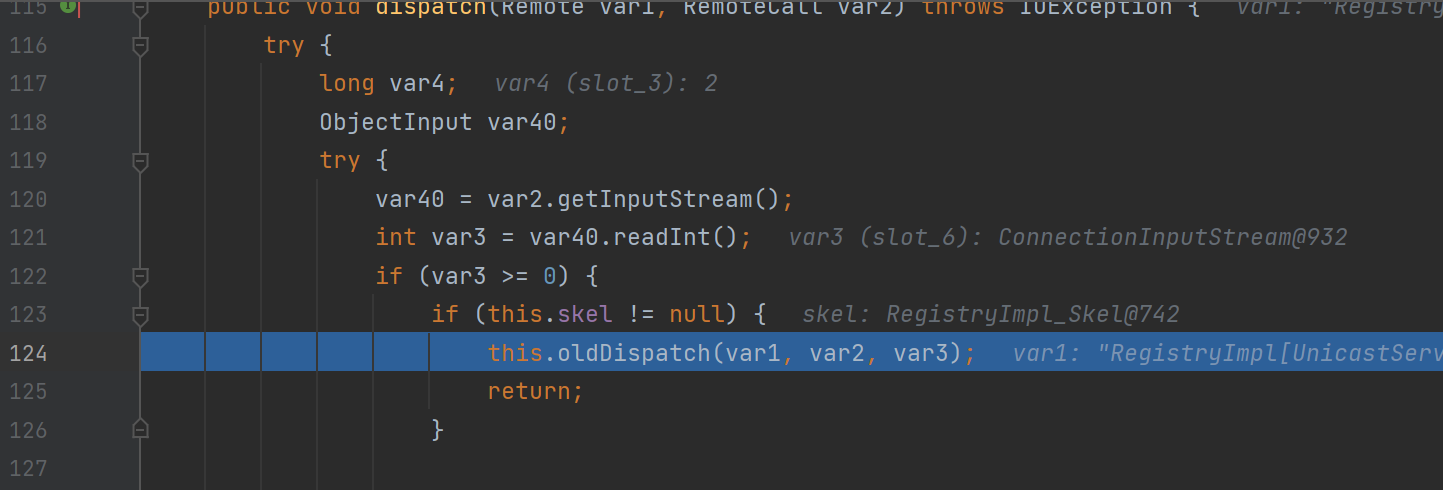 115 public void dispatch(Remote var1, RemoteCall var2) throws IOException { var1: "Registry
116 try {
117 long var4; var4 (slot_3): 2
118 ObjectInput var40;
119 try {
120 var40 = var2.getInputStream();
121 int var3 = var40.readInt(); var3 (slot_6): ConnectionInputStream@932
122 if (var3 >= 0) {
123 if (this.skel != null) { skel: RegistryImpl_Skel@742
124 this.oldDispatch(var1, var2, var3); var1: "RegistryImpl[UnicastServ
125 return;
126 }
127